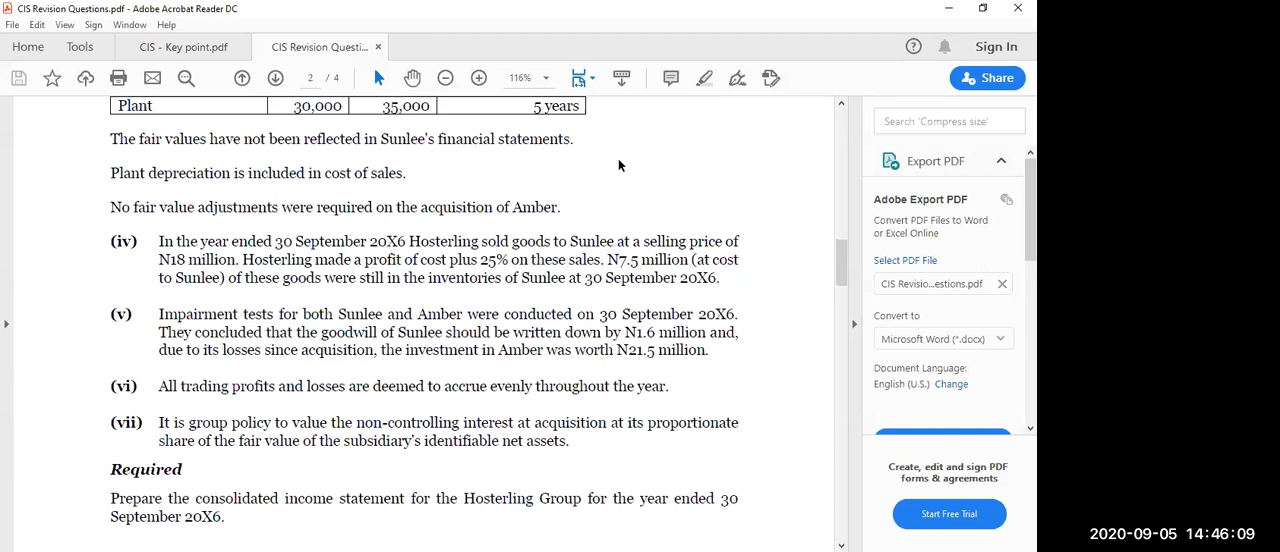 CIS Revision Questions.pdf - Adobe Acrobat Reader DC
File Edit View Sign Window Help
Home Tools CIS - Key point.pdf CIS Revision Questi... × Sign In
2 / 4 116% Share
Plant 30,000 35,000 5 years
The fair values have not been reflected in Sunlee's financial statements.
Plant depreciation is included in cost of sales.
No fair value adjustments were required on the acquisition of Amber.
(iv) In the year ended 30 September 20X6 Hosterling sold goods to Sunlee at a selling price of
N18 million. Hosterling made a profit of cost plus 25% on these sales. N7.5 million (at cost
to Sunlee) of these goods were still in the inventories of Sunlee at 30 September 20X6.
(v) Impairment tests for both Sunlee and Amber were conducted on 30 September 20X6.
They concluded that the goodwill of Sunlee should be written down by N1.6 million and,
due to its losses since acquisition, the investment in Amber was worth N21.5 million.
(vi) All trading profits and losses are deemed to accrue evenly throughout the year.
(vii) It is group policy to value the non-controlling interest at acquisition at its proportionate
share of the fair value of the subsidiary's identifiable net assets.
Required
Prepare the consolidated income statement for the Hosterling Group for the year ended 30
September 20X6.
Search 'Compress size'
Export PDF
Adobe Export PDF
Convert PDF Files to Word
or Excel Online
Select PDF File
CIS Revisio...estions.pdf ×
Convert to
Microsoft Word (*.docx)
Document Language:
English (U.S.) Change
Create, edit and sign PDF
forms & agreements
Start Free Trial
2020-09-05 14:46:09